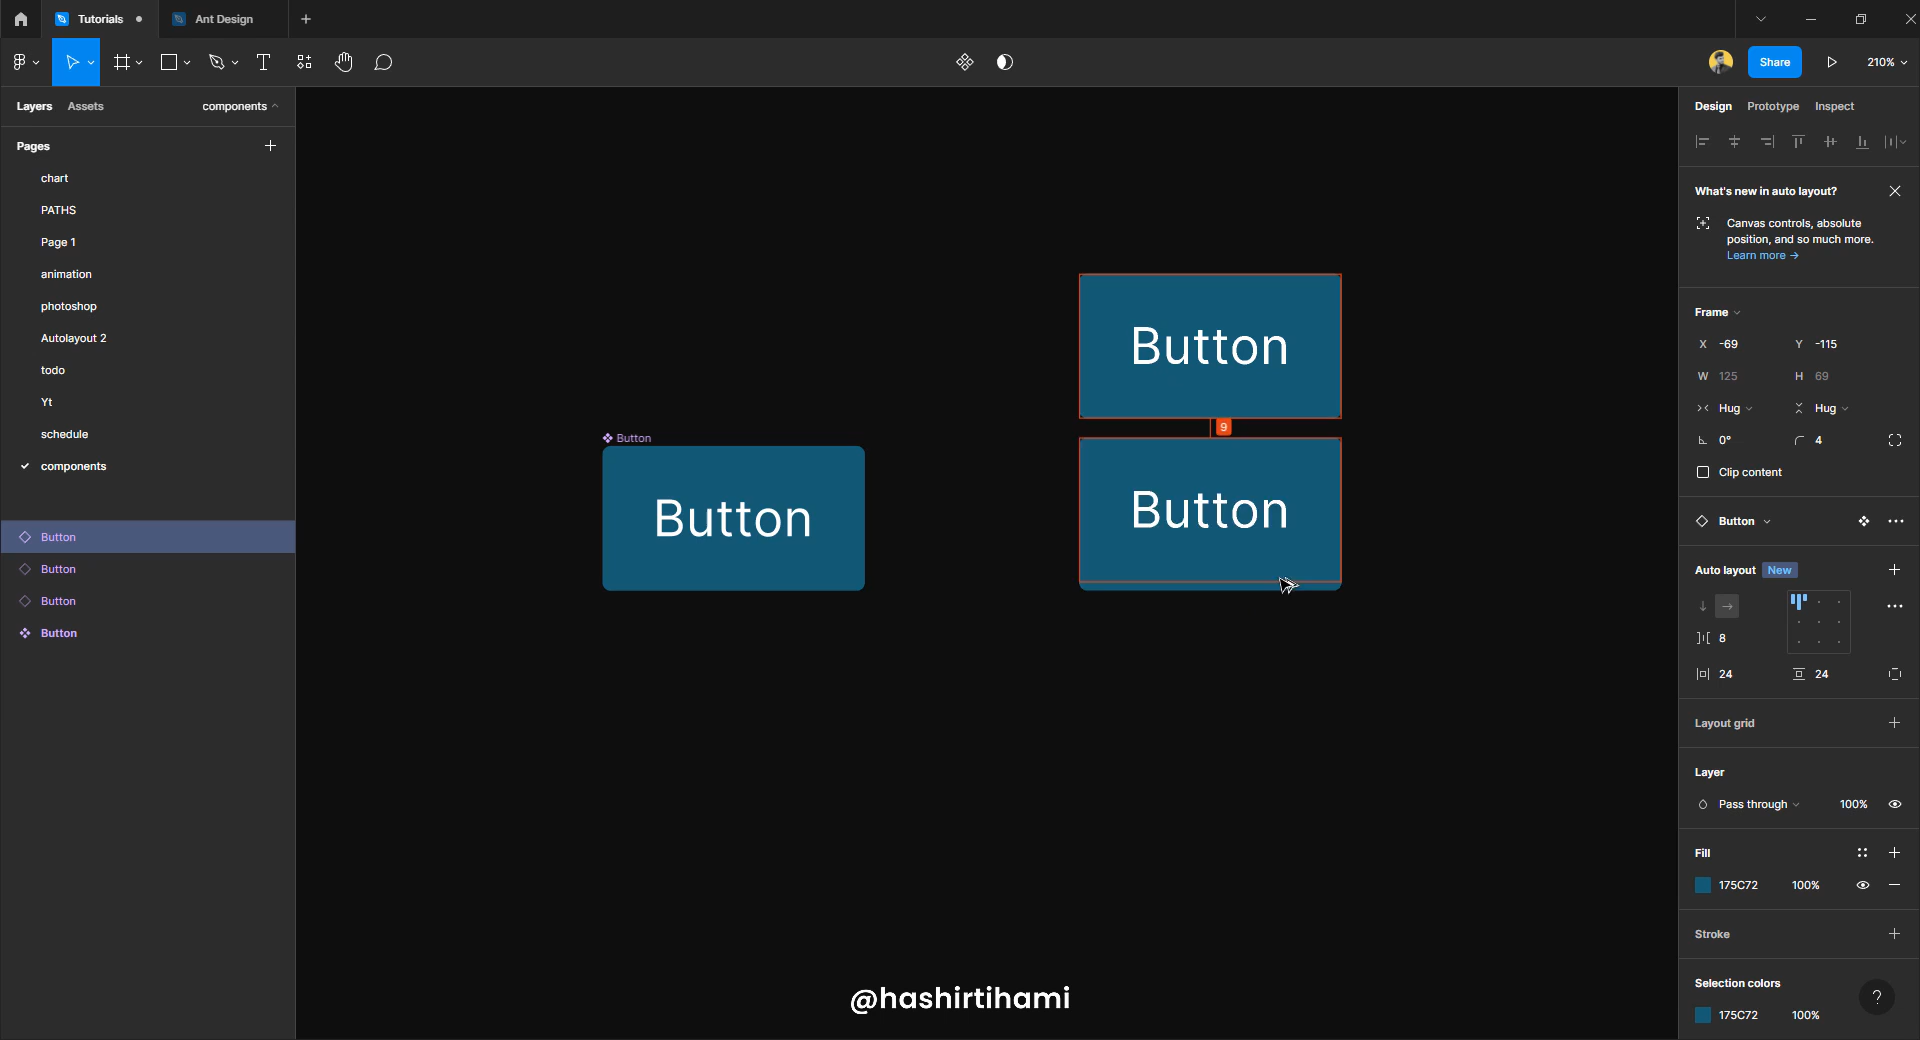 Tutorials
Ant Design
Share
210%
Layers
Assets
components
Pages
chart
PATHS
Page 1
animation
photoshop
Autolayout 2
todo
Yt
schedule
components
Button
Button
Button
Button
Button
Button
Button
9
Button
@hashirtihami
Design
Prototype
Inspect
What's new in auto layout?
Canvas controls, absolute
position, and so much more.
Learn more →
Frame
X -69 Y -115
W 125 H 69
Hug Hug
0° 4
Clip content
Button
Auto layout New
8
24 24
Layout grid
Layer
Pass through 100%
Fill
175C72 100%
Stroke
Selection colors
?
175C72 100%